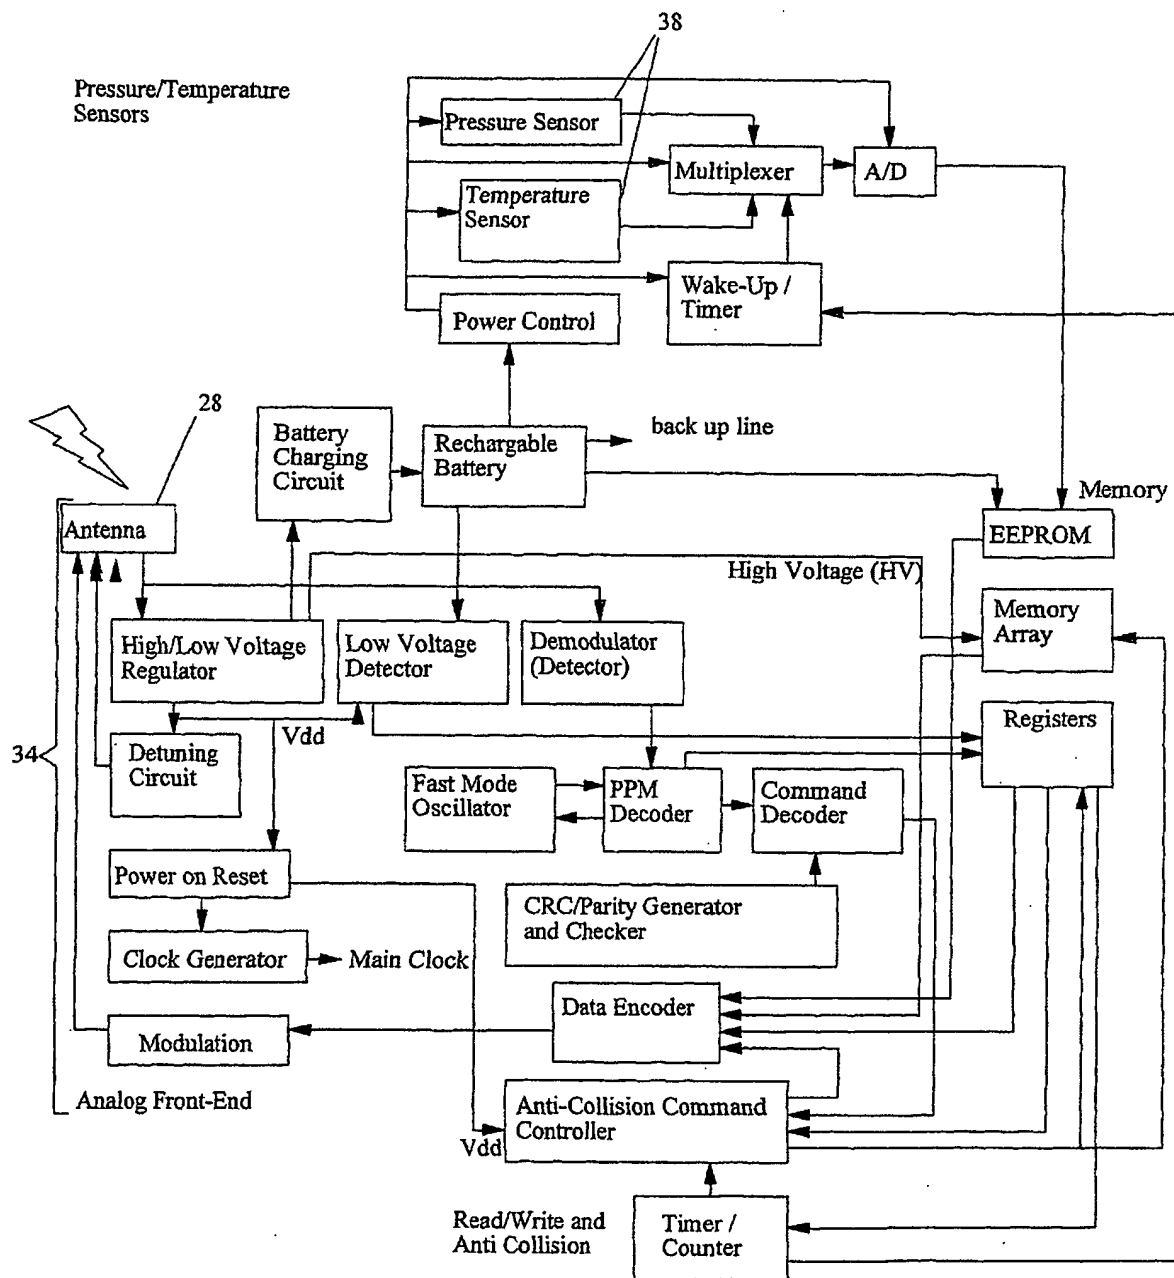 38
Pressure/Temperature
Sensors
Pressure Sensor
Multiplexer
A/D
Temperature
Sensor
Wake-Up /
Timer
Power Control
28
Battery
Charging
Circuit
Rechargable
Battery
back up line
Memory
Antenna
EEPROM
High Voltage (HV)
High/Low Voltage
Regulator
Low Voltage
Detector
Demodulator
(Detector)
Memory
Array
Registers
Vdd
34
Detuning
Circuit
Fast Mode
Oscillator
PPM
Decoder
Command
Decoder
Power on Reset
CRC/Parity Generator
and Checker
Clock Generator
Main Clock
Data Encoder
Modulation
Analog Front-End
Anti-Collision Command
Controller
Vdd
Read/Write and
Anti Collision
Timer /
Counter